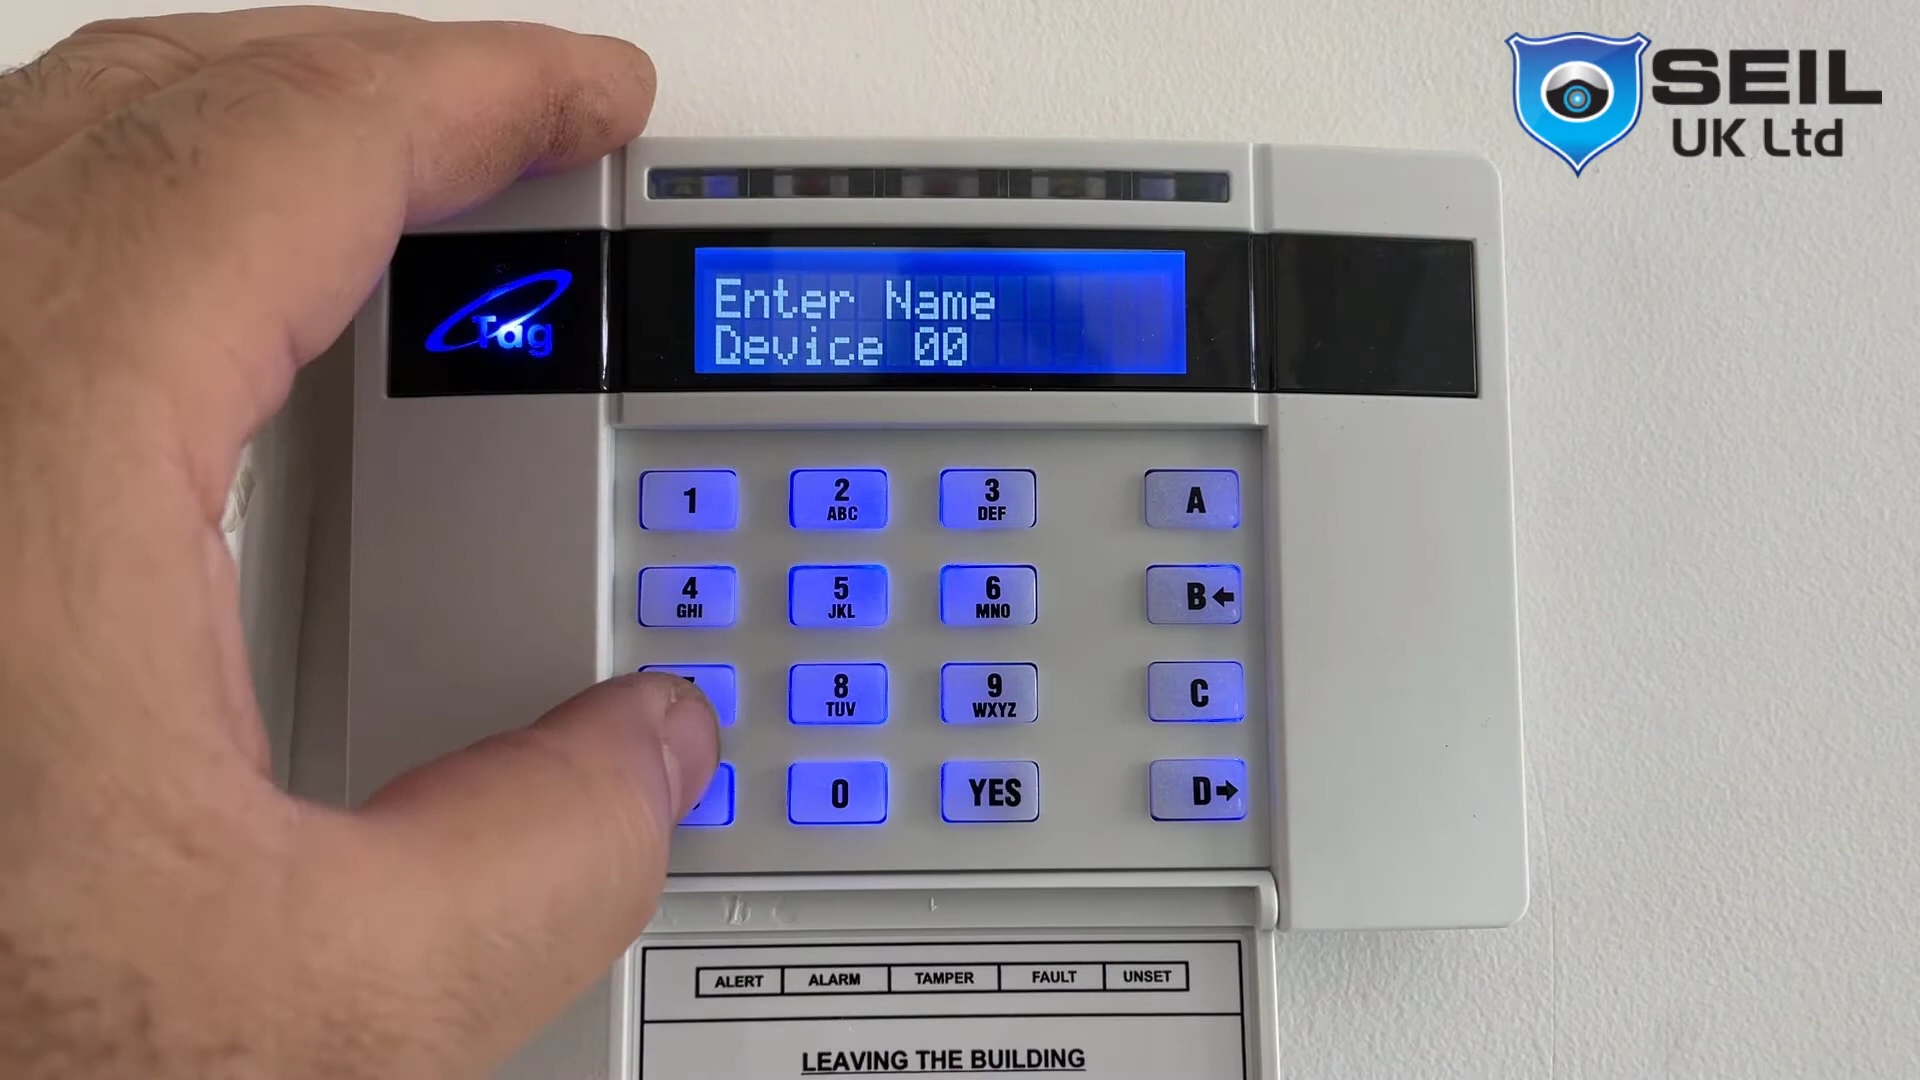 SEIL
UK Ltd
Tag
Enter Name
Device 00
1
2
ABC
3
DEF
A
4
GHI
5
JKL
6
MNO
B←
8
TUV
9
WXYZ
C
0
YES
D→
ALERT ALARM TAMPER FAULT UNSET
LEAVING THE BUILDING